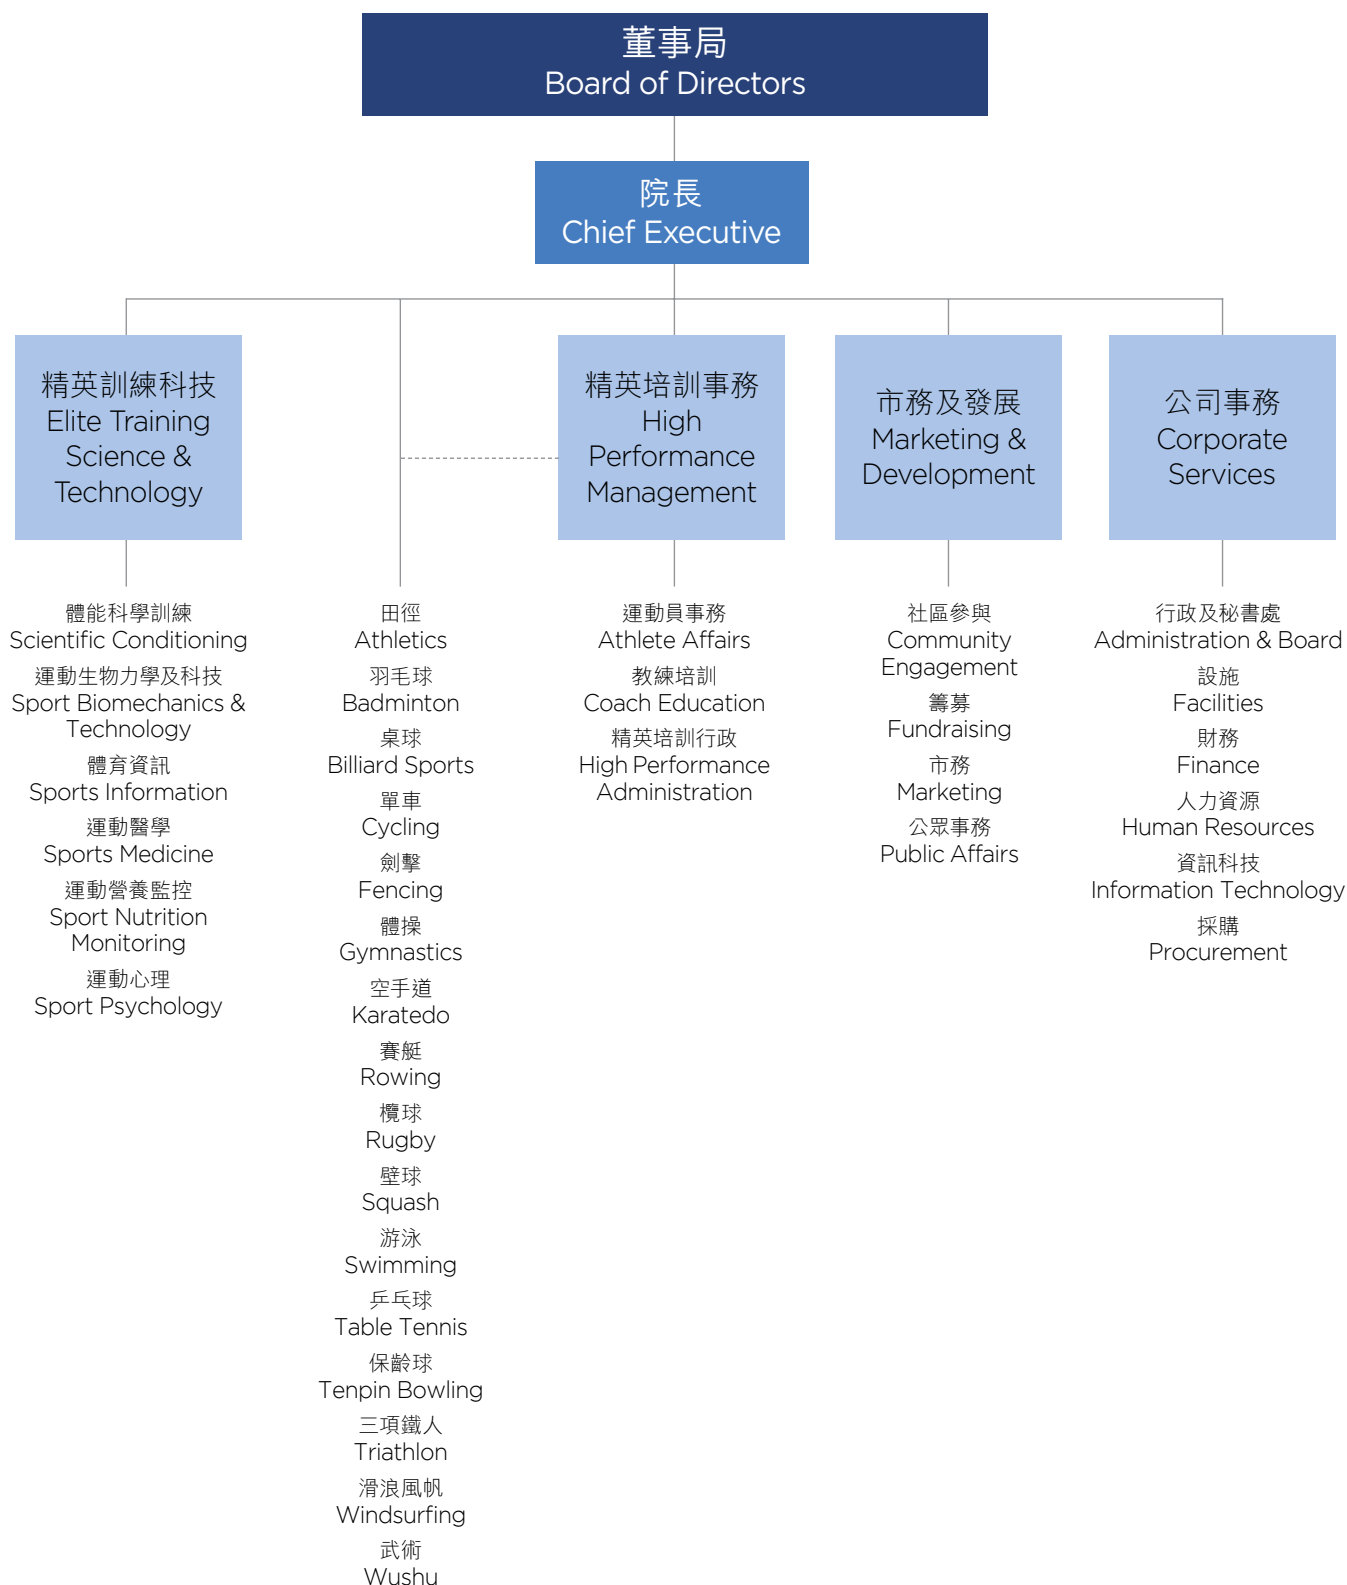 董事局
Board of Directors
院長
Chief Executive
精英訓練科技
Elite Training
Science &
Technology
精英培訓事務
High
Performance
Management
市務及發展
Marketing &
Development
公司事務
Corporate
Services
體能科學訓練
Scientific Conditioning
運動生物力學及科技
Sport Biomechanics &
Technology
體育資訊
Sports Information
運動醫學
Sports Medicine
運動營養監控
Sport Nutrition
Monitoring
運動心理
Sport Psychology
田徑
Athletics
羽毛球
Badminton
桌球
Billiard Sports
單車
Cycling
劍擊
Fencing
體操
Gymnastics
空手道
Karatedo
賽艇
Rowing
欖球
Rugby
壁球
Squash
游泳
Swimming
乒乓球
Table Tennis
保齡球
Tenpin Bowling
三項鐵人
Triathlon
滑浪風帆
Windsurfing
武術
Wushu
運動員事務
Athlete Affairs
教練培訓
Coach Education
精英培訓行政
High Performance
Administration
社區參與
Community
Engagement
籌募
Fundraising
市務
Marketing
公眾事務
Public Affairs
行政及秘書處
Administration & Board
設施
Facilities
財務
Finance
人力資源
Human Resources
資訊科技
Information Technology
採購
Procurement